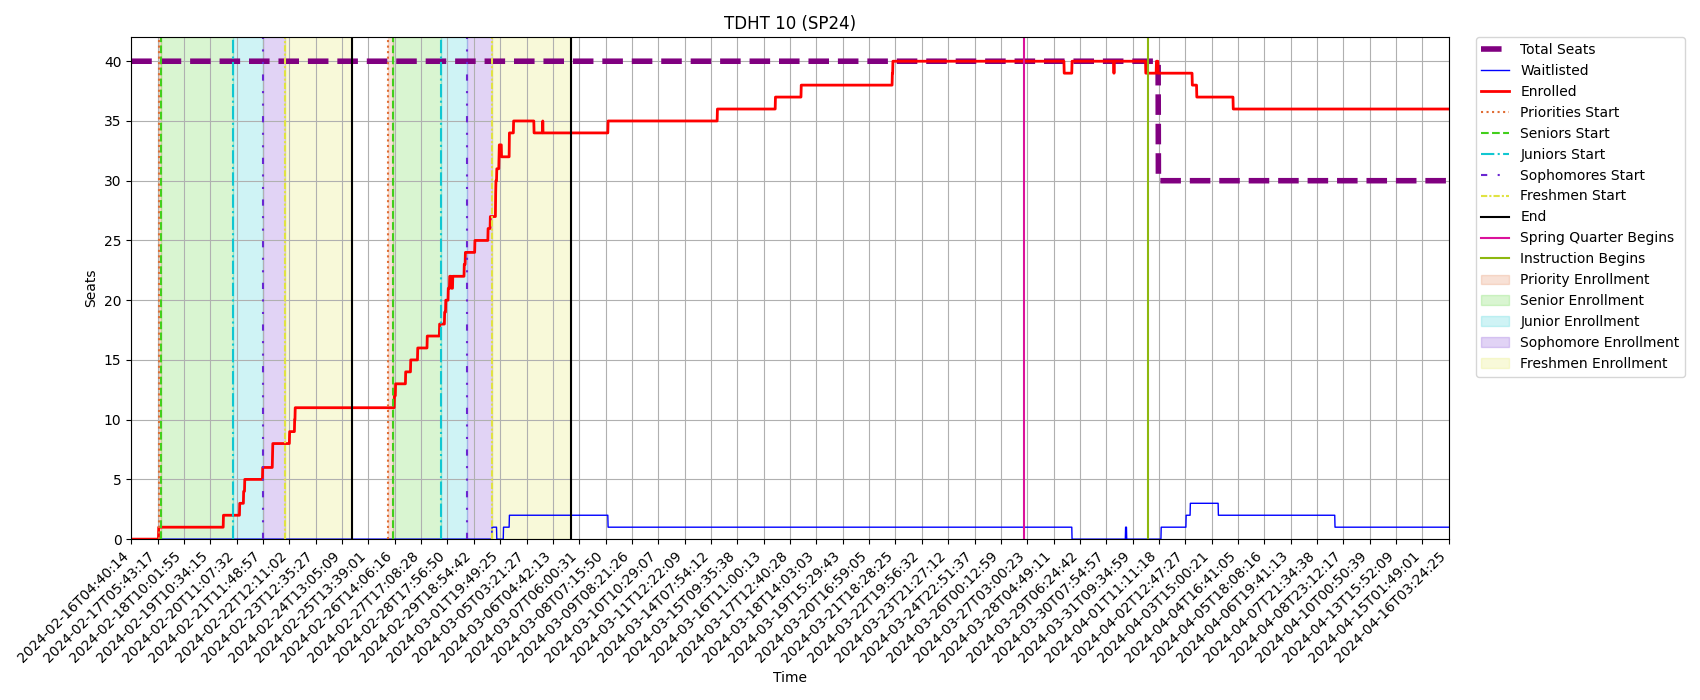 TDHT 10 (SP24)
40
35
30
25
20
15
10
5
0
Seats
2024-02-16T04:40:14
2024-02-17T05:43:17
2024-02-18T10:01:55
2024-02-19T10:34:15
2024-02-20T11:07:32
2024-02-21T11:48:57
2024-02-22T12:11:02
2024-02-23T12:35:27
2024-02-24T13:05:09
2024-02-25T13:39:01
2024-02-26T14:06:16
2024-02-27T17:08:28
2024-02-28T17:56:50
2024-02-29T18:54:42
2024-03-01T19:49:25
2024-03-05T03:21:27
2024-03-06T04:42:13
2024-03-07T06:00:31
2024-03-08T07:15:50
2024-03-09T08:21:26
2024-03-10T10:29:07
2024-03-11T12:22:09
2024-03-14T07:54:12
2024-03-15T09:35:38
2024-03-16T11:00:13
2024-03-17T12:40:28
2024-03-18T14:03:03
2024-03-19T15:29:43
2024-03-20T16:59:05
2024-03-21T18:28:25
2024-03-22T19:56:32
2024-03-23T21:27:12
2024-03-24T22:51:37
2024-03-26T00:12:59
2024-03-27T03:00:23
2024-03-28T04:49:11
2024-03-29T06:24:42
2024-03-30T07:54:57
2024-03-31T09:34:59
2024-04-01T11:11:18
2024-04-02T12:47:27
2024-04-03T15:00:21
2024-04-04T16:41:05
2024-04-05T18:08:16
2024-04-06T19:41:13
2024-04-07T21:34:38
2024-04-08T23:12:17
2024-04-10T00:50:39
2024-04-13T15:52:09
2024-04-15T01:49:01
2024-04-16T03:24:25
Time
Total Seats
Waitlisted
Enrolled
Priorities Start
Seniors Start
Juniors Start
Sophomores Start
Freshmen Start
End
Spring Quarter Begins
Instruction Begins
Priority Enrollment
Senior Enrollment
Junior Enrollment
Sophomore Enrollment
Freshmen Enrollment